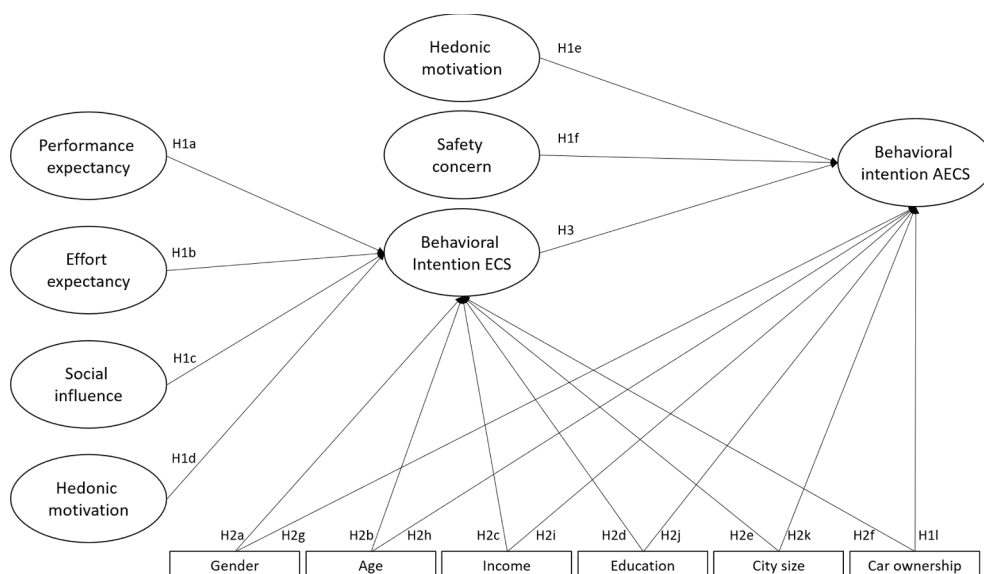 Hedonic
motivation
H1e
Performance
expectancy
H1a
Safety
concern
H1f
Behavioral
intention AECS
Effort
expectancy
H1b
Behavioral
Intention ECS
H3
Social
influence
H1c
Hedonic
motivation
H1d
H2a
H2g
H2b
H2h
H2c
H2i
H2d
H2j
H2e
H2k
H2f
H1l
Gender
Age
Income
Education
City size
Car ownership